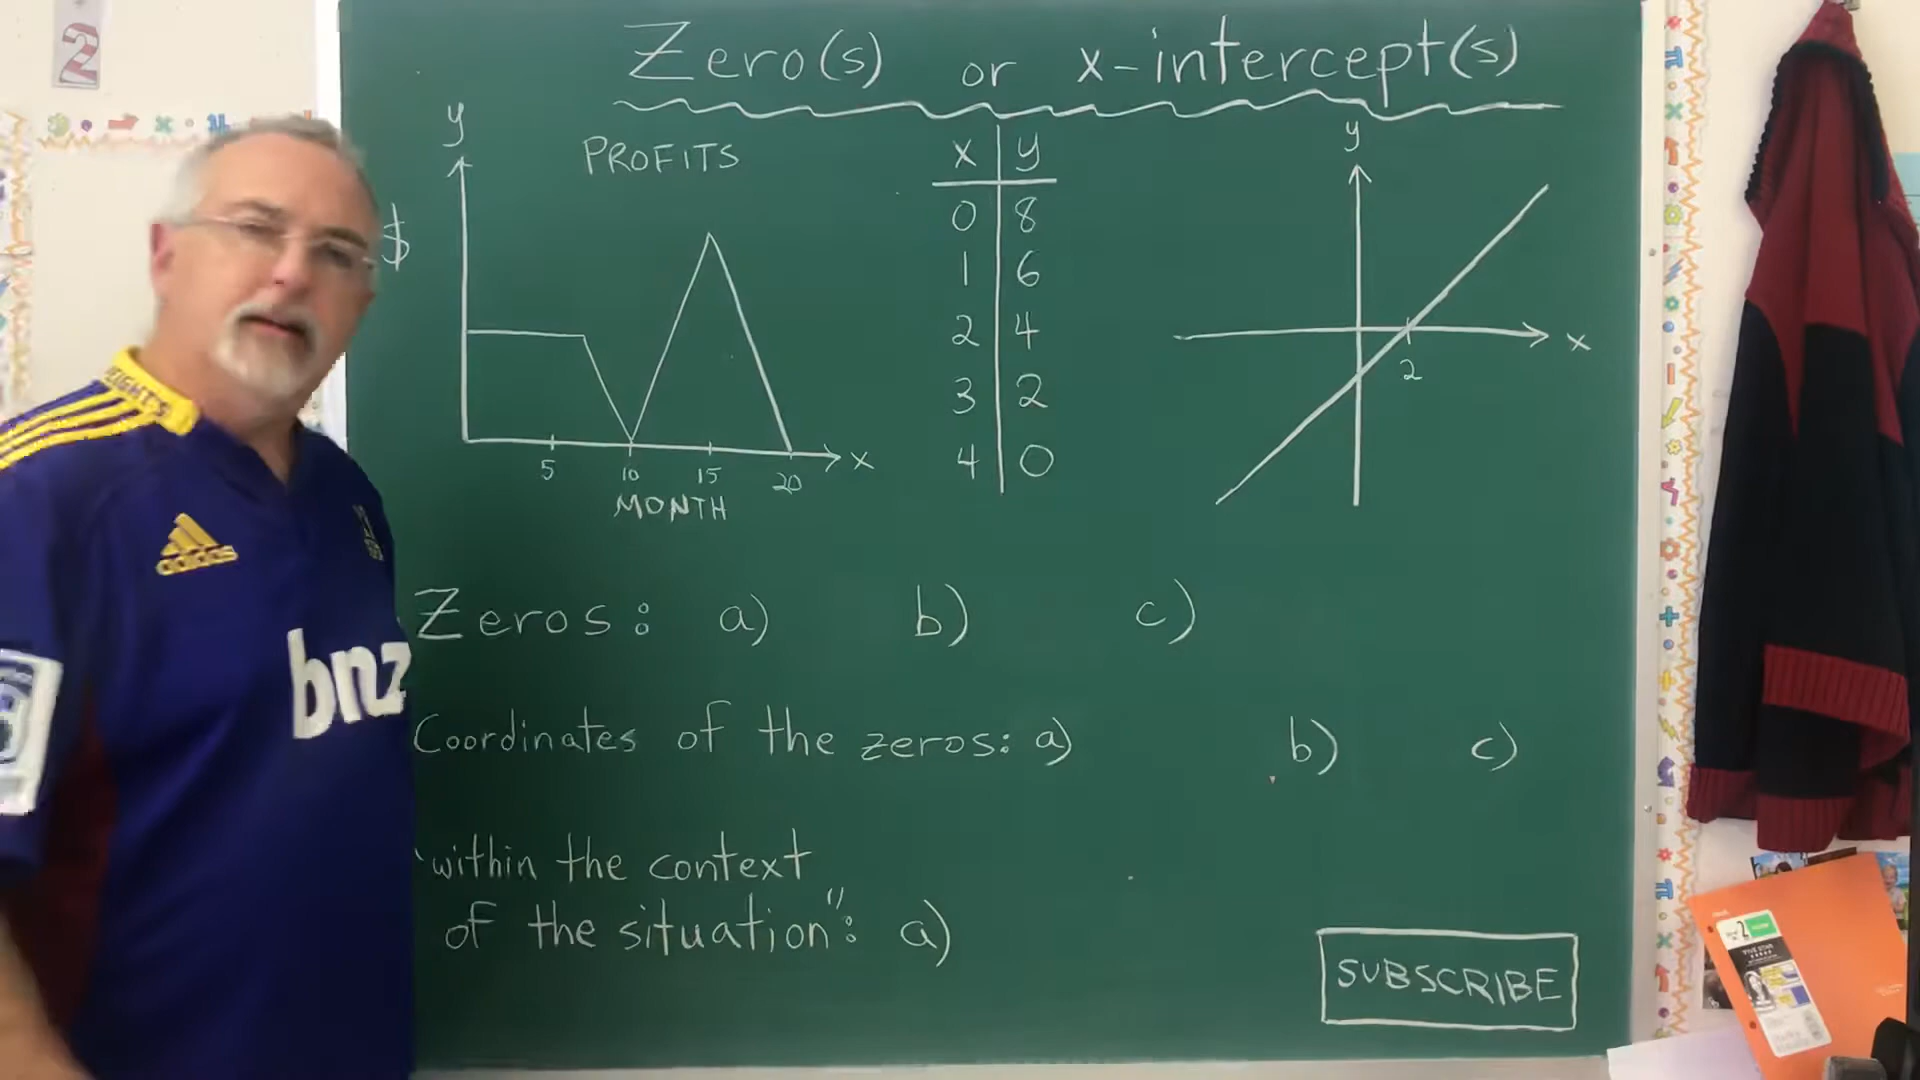 2
Zero(s) or x-intercept(s)
y
PROFITS
$
5 10 15 20 x
MONTH
x y
0 8
1 6
2 4
3 2
4 0
y
x
2
Zeros: a) b) c)
Coordinates of the zeros: a) b) c)
"within the context
of the situation": a)
SUBSCRIBE
adidas
bnz